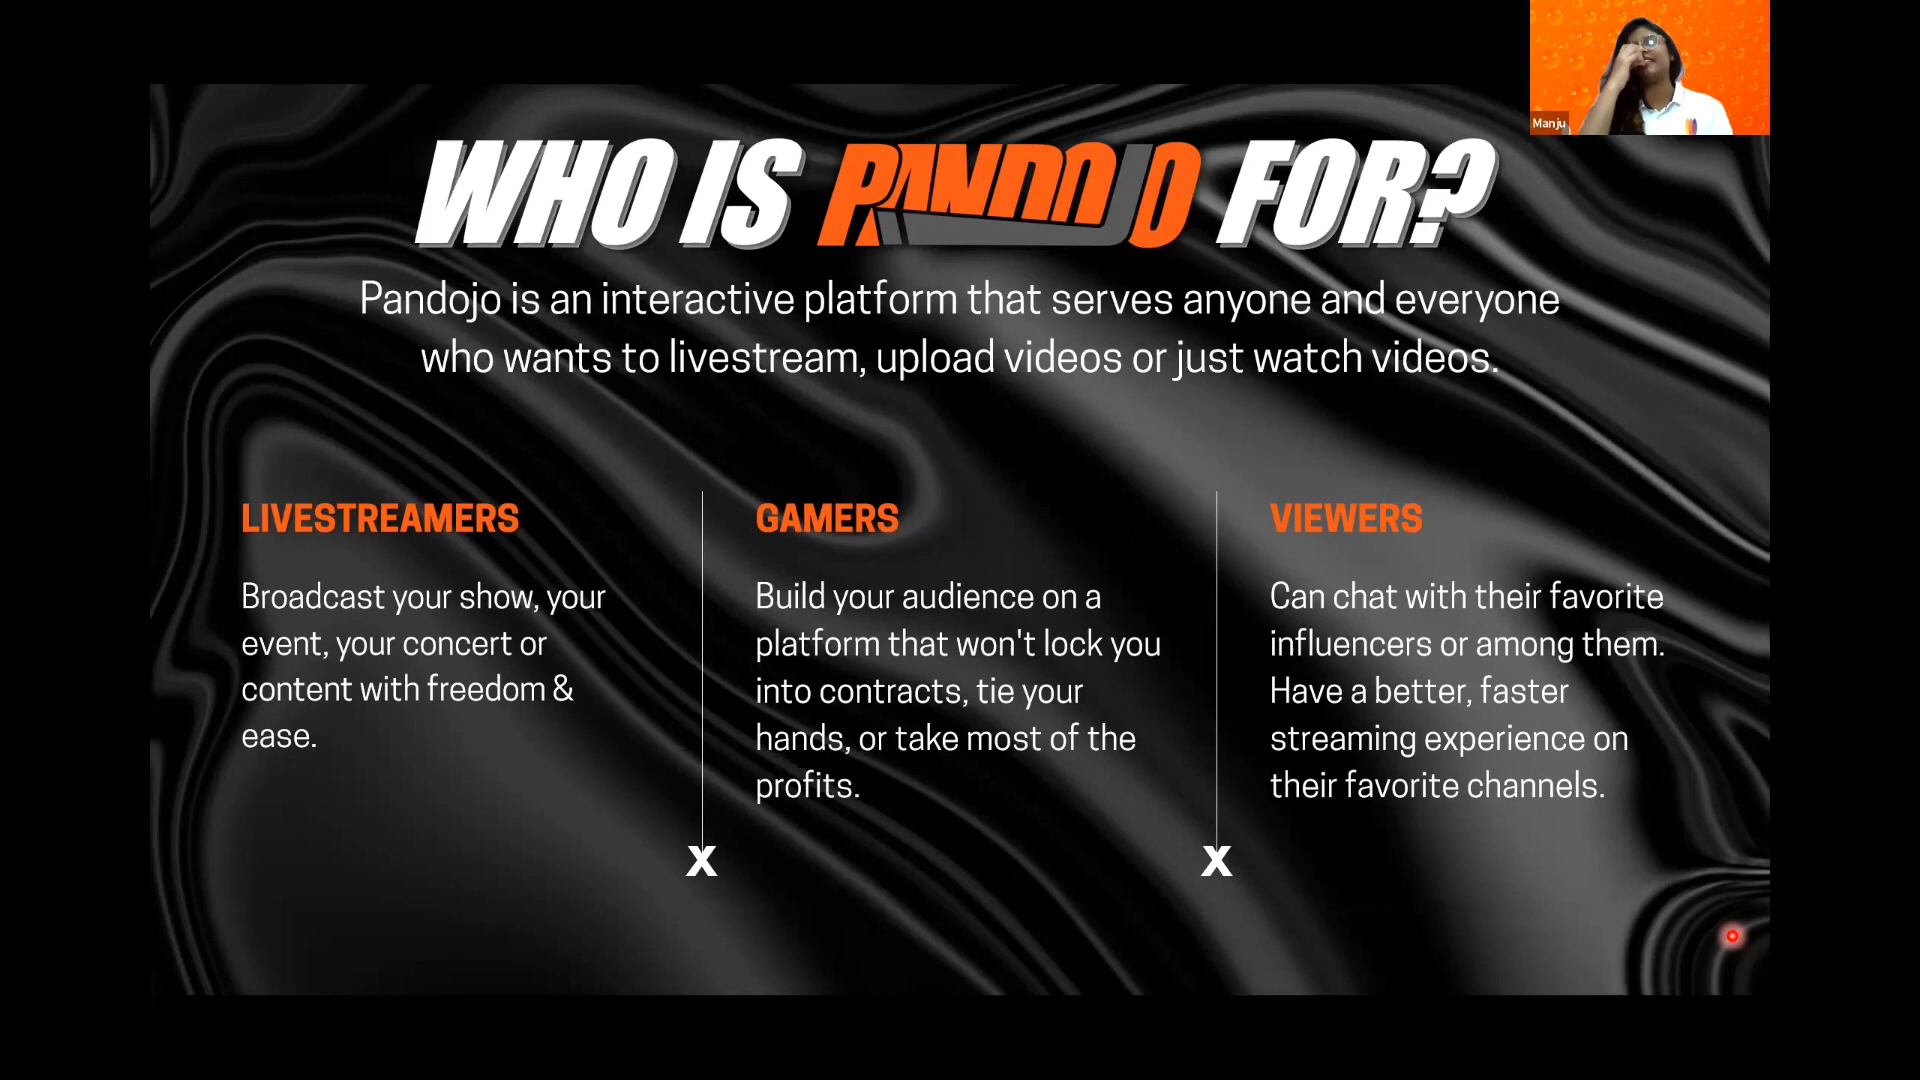 Manju
WHO IS PANDOJO FOR?
Pandojo is an interactive platform that serves anyone and everyone
who wants to livestream, upload videos or just watch videos.
LIVESTREAMERS
Broadcast your show, your
event, your concert or
content with freedom &
ease.
GAMERS
Build your audience on a
platform that won't lock you
into contracts, tie your
hands, or take most of the
profits.
VIEWERS
Can chat with their favorite
influencers or among them.
Have a better, faster
streaming experience on
their favorite channels.
X
X